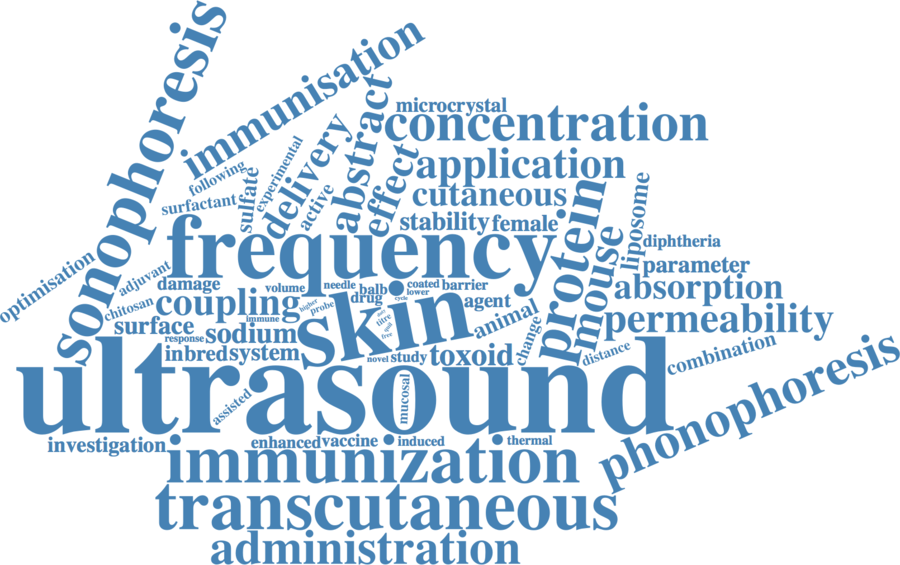 sonophoresis
immunisation
microcrystal
concentration
abstract
delivery
experimental
following
surfactant
sulfate
active
effect
application
cutaneous
stability female
protein
mouse
liposome
diphtheria
frequency
parameter
optimisation
adjuvant
damage
volume
needle
balb
coated
barrier
lower
absorption
chitosan
coupling
higher
probe
drug
cycle
agent
immune
skin
titre
free
animal
permeability
surface
response
sodium
change
inbred system
novel study toxoid
distance
combination
ultrasound
mucosal
assisted
phonophoresis
investigation
enhanced vaccine
induced
thermal
immunization
transcutaneous
administration